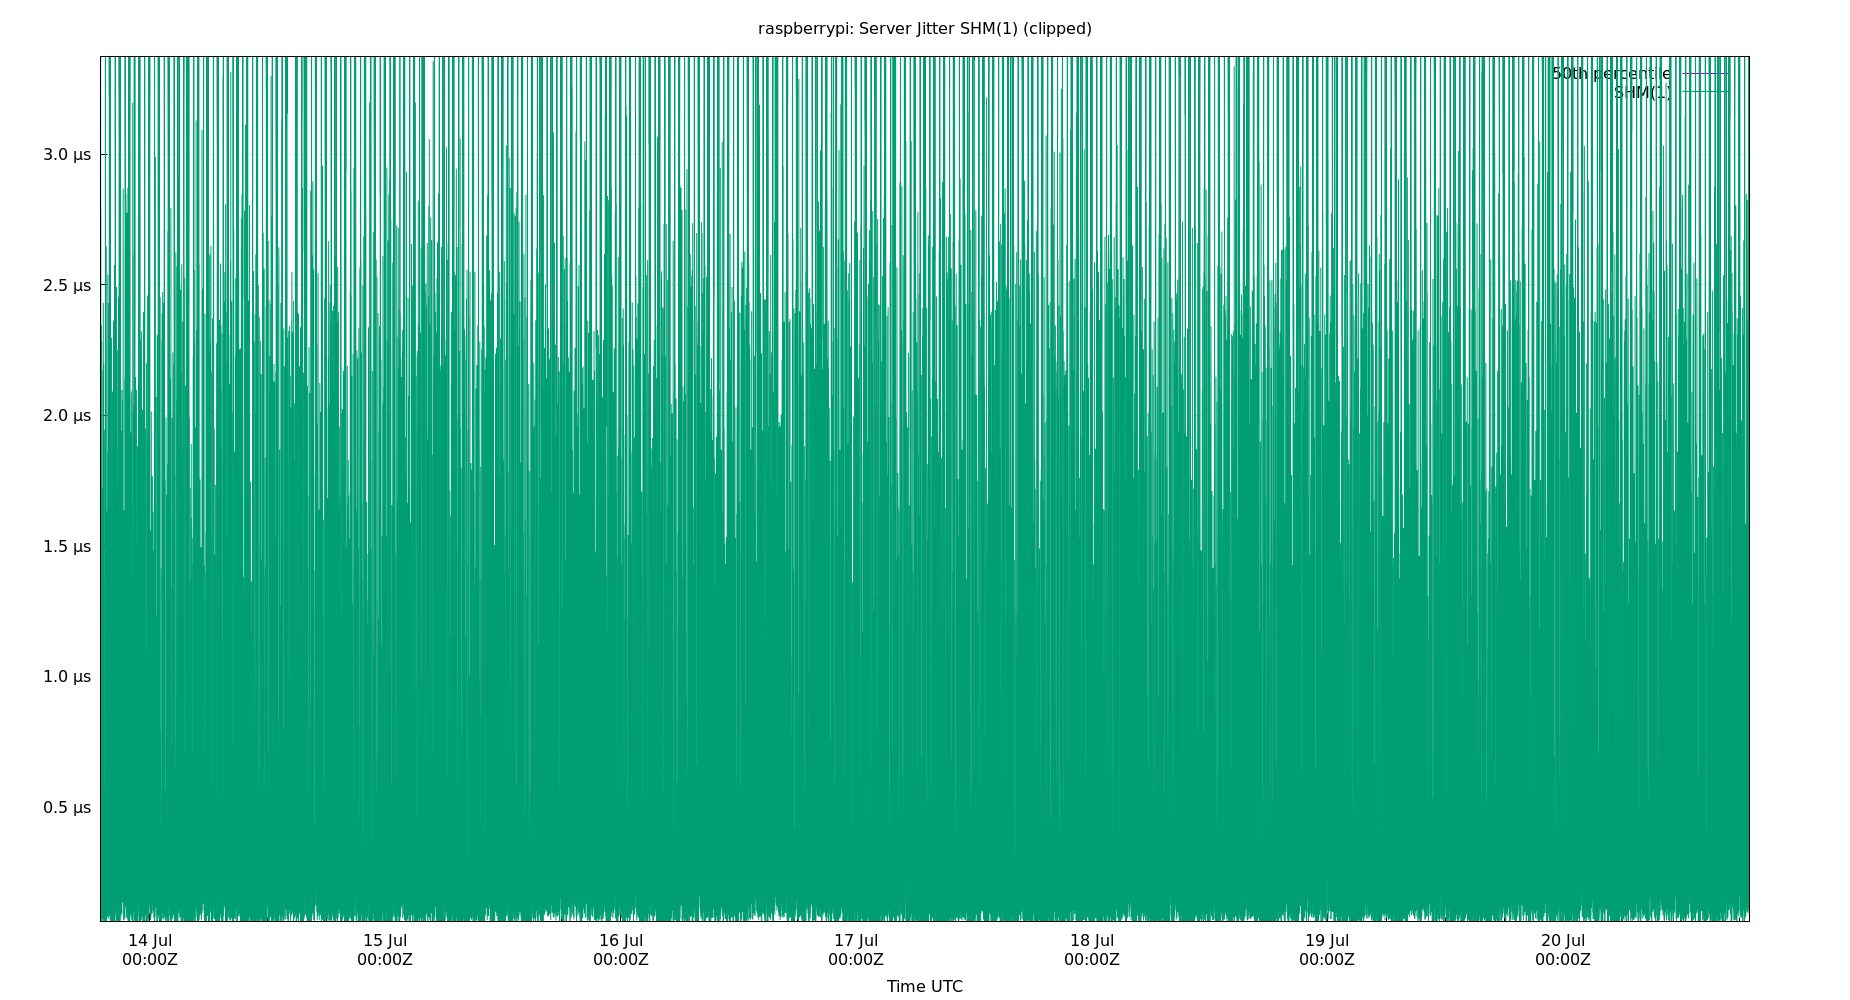 raspberrypi: Server Jitter SHM(1) (clipped)
50th percentile
SHM(1)
3.0 µs
2.5 µs
2.0 µs
1.5 µs
1.0 µs
0.5 µs
14 Jul 15 Jul 16 Jul 17 Jul 18 Jul 19 Jul 20 Jul
00:00Z 00:00Z 00:00Z 00:00Z 00:00Z 00:00Z 00:00Z
Time UTC